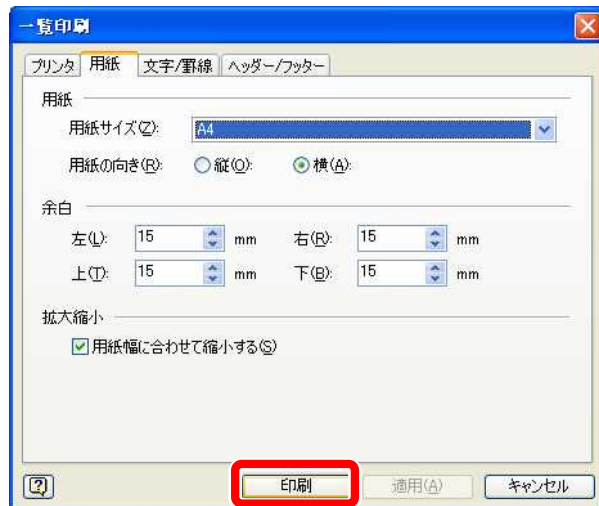 一覧印刷
プリンタ 用紙 文字/罫線 ヘッダー/フッター
用紙
用紙サイズ(Z): A4
用紙の向き(R): 縦(O): 横(A):
余白
左(L): 15 mm 右(R): 15 mm
上(T): 15 mm 下(B): 15 mm
拡大縮小
用紙幅に合わせて縮小する(S)
? 印刷 適用(A) キャンセル